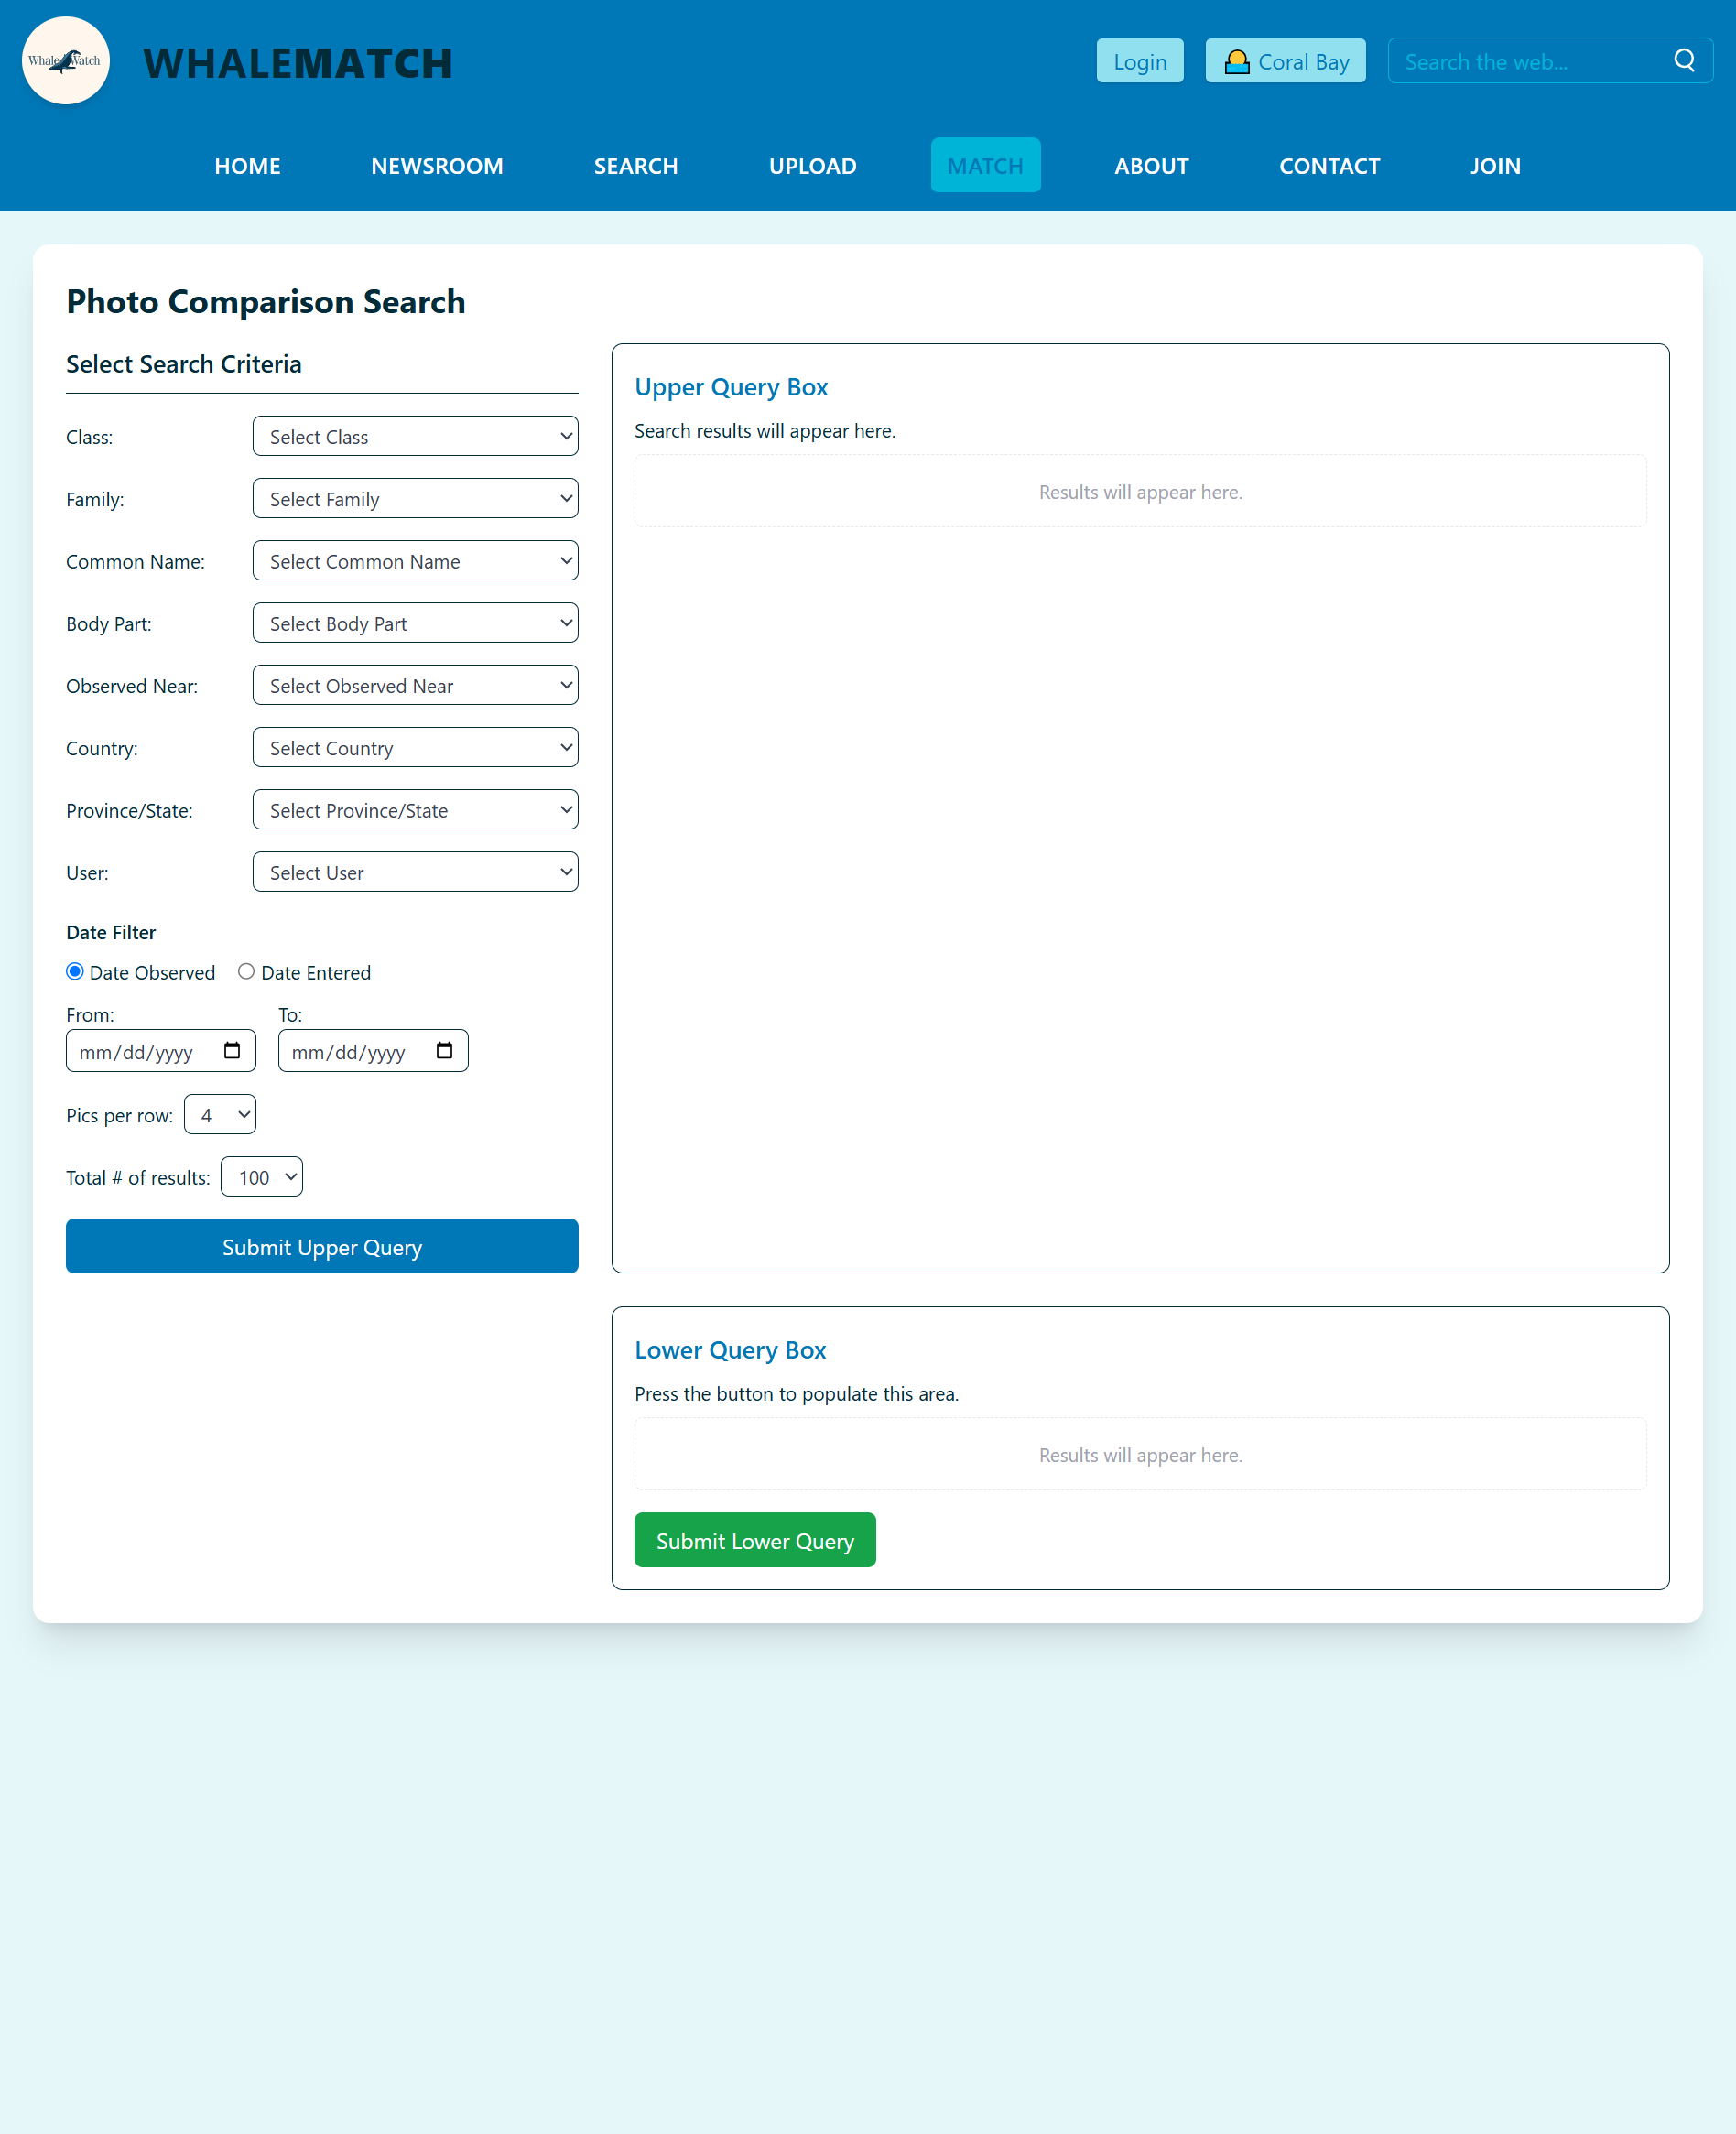 Whale Watch
WHALEMATCH
Login
Coral Bay
Search the web...
HOME NEWSROOM SEARCH UPLOAD MATCH ABOUT CONTACT JOIN
Photo Comparison Search
Select Search Criteria
Class: Select Class
Family: Select Family
Common Name: Select Common Name
Body Part: Select Body Part
Observed Near: Select Observed Near
Country: Select Country
Province/State: Select Province/State
User: Select User
Date Filter
Date Observed Date Entered
From: To:
mm/dd/yyyy mm/dd/yyyy
Pics per row: 4
Total # of results: 100
Submit Upper Query
Upper Query Box
Search results will appear here.
Results will appear here.
Lower Query Box
Press the button to populate this area.
Results will appear here.
Submit Lower Query